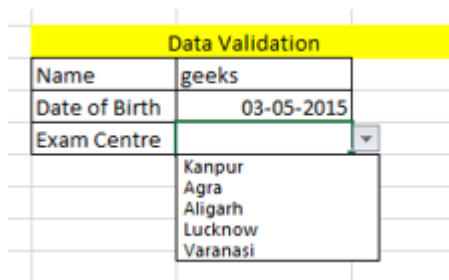 Data Validation
Name geeks
Date of Birth 03-05-2015
Exam Centre
Kanpur
Agra
Aligarh
Lucknow
Varanasi